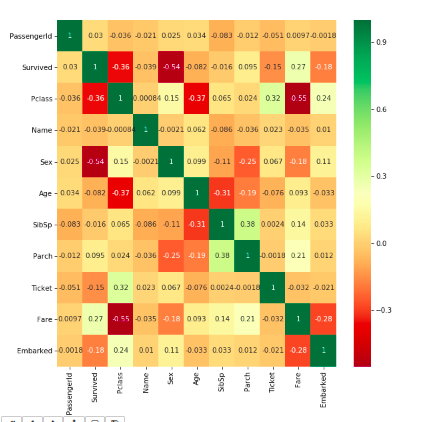 PassengerId 1 0.03 -0.036 -0.021 0.025 0.034 -0.083 -0.012 -0.051 0.0097 -0.0018
Survived 0.03 1 -0.36 -0.039 -0.54 -0.082 -0.016 0.095 -0.15 0.27 -0.18
Pclass -0.036 -0.36 1 0.00084 0.15 -0.37 0.065 0.024 0.32 -0.55 0.24
Name -0.021 -0.039 0.00084 1 -0.0021 0.062 -0.086 -0.036 0.023 -0.035 0.01
Sex 0.025 -0.54 0.15 -0.0021 1 0.099 -0.11 -0.25 0.067 -0.18 0.11
Age 0.034 -0.082 -0.37 0.062 0.099 1 -0.31 -0.19 -0.076 0.093 -0.033
SibSp -0.083 -0.016 0.065 -0.086 -0.11 -0.31 1 0.38 0.0024 0.14 0.033
Parch -0.012 0.095 0.024 -0.036 -0.25 -0.19 0.38 1 -0.0018 0.21 0.012
Ticket -0.051 -0.15 0.32 0.023 0.067 -0.076 0.0024 -0.0018 1 -0.032 -0.021
Fare 0.0097 0.27 -0.55 -0.035 -0.18 0.093 0.14 0.21 -0.032 1 -0.28
Embarked -0.0018 -0.18 0.24 0.01 0.11 -0.033 0.033 0.012 -0.021 -0.28 1
PassengerId Survived Pclass Name Sex Age SibSp Parch Ticket Fare Embarked
0.9
0.6
0.3
0.0
−0.3